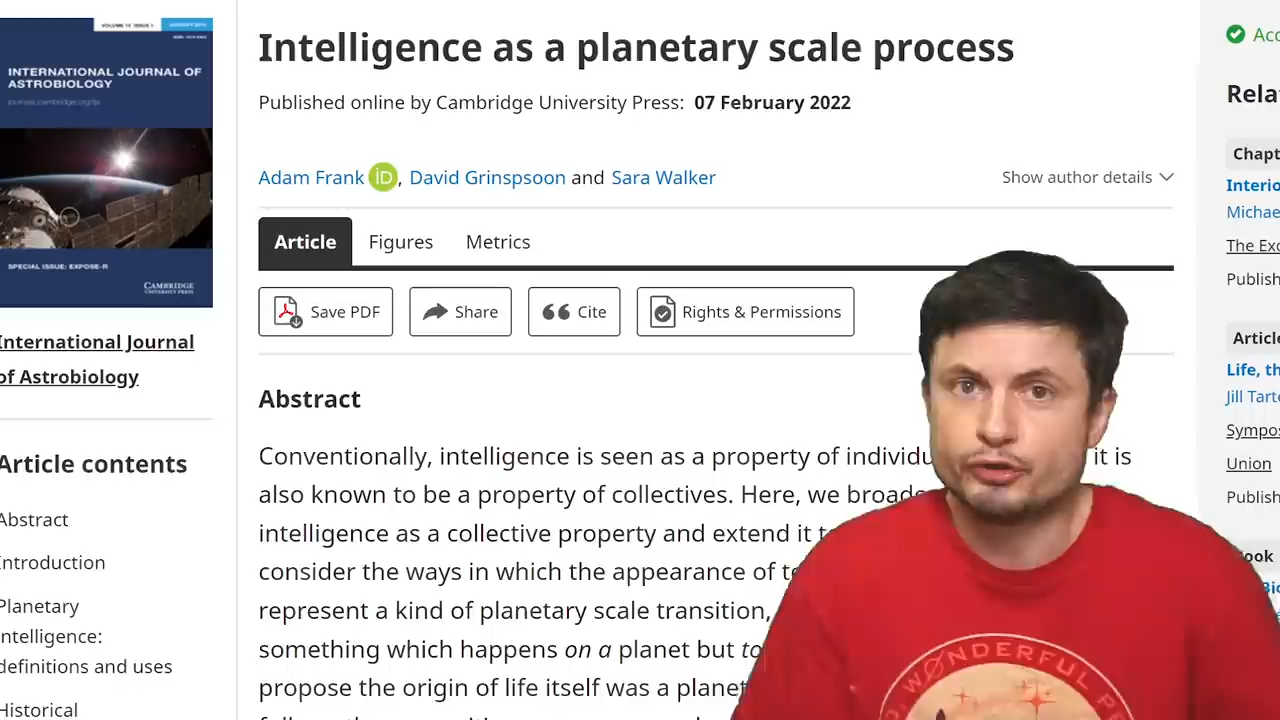 INTERNATIONAL JOURNAL OF
ASTROBIOLOGY
SPECIAL ISSUE: EXPOSE-R
CAMBRIDGE
UNIVERSITY PRESS
International Journal
of Astrobiology
Article contents
Abstract
Introduction
Planetary
intelligence:
definitions and uses
Historical
Intelligence as a planetary scale process
Published online by Cambridge University Press: 07 February 2022
Adam Frank iD, David Grinspoon and Sara Walker
Show author details
Article Figures Metrics
Save PDF Share Cite Rights & Permissions
Abstract
Conventionally, intelligence is seen as a property of individu it is
also known to be a property of collectives. Here, we broad
intelligence as a collective property and extend it t
consider the ways in which the appearance of t
represent a kind of planetary scale transition,
something which happens on a planet but to
propose the origin of life itself was a planet
Acc
Rela
Chapt
Interio
Michae
The Exo
Publish
Article
Life, th
Jill Tarte
Sympos
Union
Publish
Book
WØNDERFUL